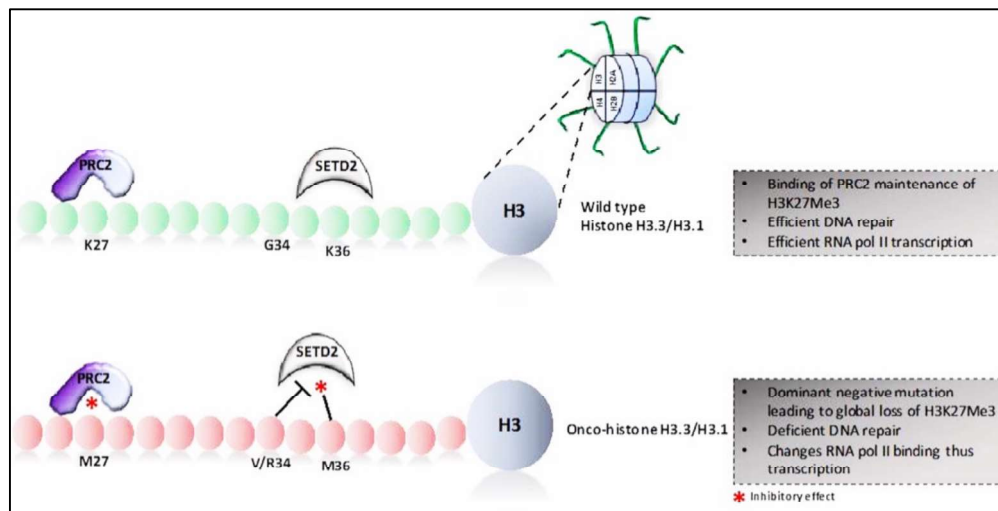 H3
H2A
H4
H2B
PRC2
SETD2
H3
K27
G34
K36
Wild type
Histone H3.3/H3.1
• Binding of PRC2 maintenance of
H3K27Me3
• Efficient DNA repair
• Efficient RNA pol II transcription
PRC2
*
SETD2
*
H3
M27
V/R34
M36
Onco-histone H3.3/H3.1
• Dominant negative mutation
leading to global loss of H3K27Me3
• Deficient DNA repair
• Changes RNA pol II binding thus
transcription
* Inhibitory effect